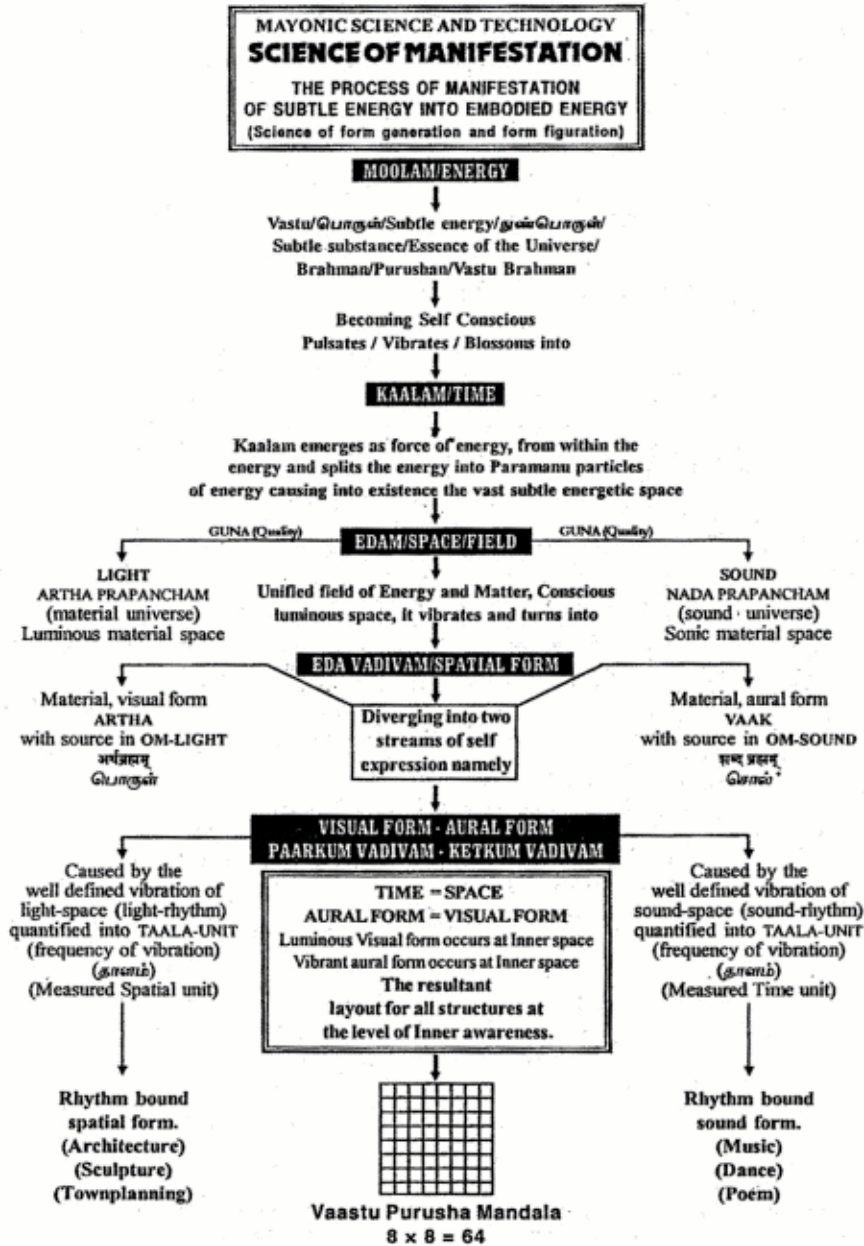 MAYONIC SCIENCE AND TECHNOLOGY
SCIENCE OF MANIFESTATION
THE PROCESS OF MANIFESTATION
OF SUBTLE ENERGY INTO EMBODIED ENERGY
(Science of form generation and form figuration)
MOOLAM/ENERGY
Vastu/பொருள்/Subtle energy/நுண்பொருள்/
Subtle substance/Essence of the Universe/
Brahman/Purushan/Vastu Brahman
Becoming Self Conscious
Pulsates / Vibrates / Blossoms into
KAALAM/TIME
Kaalam emerges as force of energy, from within the
energy and splits the energy into Paramanu particles
of energy causing into existence the vast subtle energetic space
GUNA (Quality)
EDAM/SPACE/FIELD
GUNA (Quality)
LIGHT
ARTHA PRAPANCHAM
(material universe)
Luminous material space
Unified field of Energy and Matter, Conscious
luminous space, it vibrates and turns into
SOUND
NADA PRAPANCHAM
(sound universe)
Sonic material space
EDA VADIVAM/SPATIAL FORM
Material, visual form
ARTHA
with source in OM-LIGHT
अर्थब्रह्मम्
பொருள்
Diverging into two
streams of self
expression namely
Material, aural form
VAAK
with source in OM-SOUND
शब्द ब्रह्मम्
சொல்
VISUAL FORM - AURAL FORM
PAARKUM VADIVAM - KETKUM VADIVAM
Caused by the
well defined vibration of
light-space (light-rhythm)
quantified into TAALA-UNIT
(frequency of vibration)
(தாளம்)
(Measured Spatial unit)
TIME = SPACE
AURAL FORM = VISUAL FORM
Luminous Visual form occurs at Inner space
Vibrant aural form occurs at Inner space
The resultant
layout for all structures at
the level of Inner awareness.
Caused by the
well defined vibration of
sound-space (sound-rhythm)
quantified into TAALA-UNIT
(frequency of vibration)
(தாளம்)
(Measured Time unit)
Rhythm bound
spatial form.
(Architecture)
(Sculpture)
(Townplanning)
Rhythm bound
sound form.
(Music)
(Dance)
(Poem)
Vaastu Purusha Mandala
8 × 8 = 64